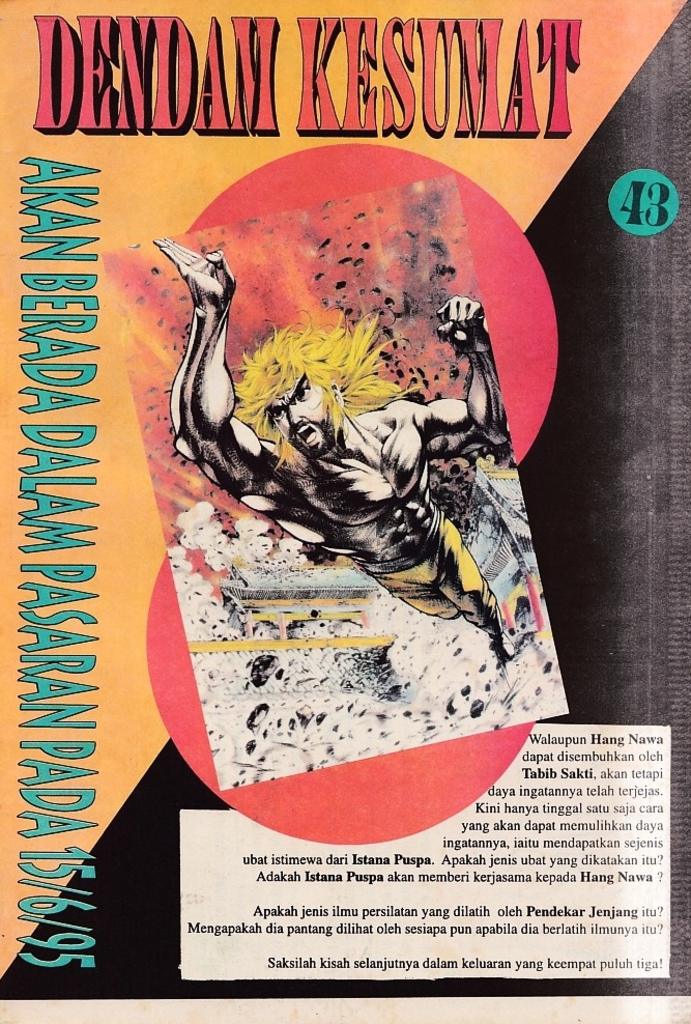 DENDAM KESUMAT
43
AKAN BERADA DALAM PASARAN PADA 15/6/95
Walaupun Hang Nawa
dapat disembuhkan oleh
Tabib Sakti, akan tetapi
daya ingatannya telah terjejas.
Kini hanya tinggal satu saja cara
yang akan dapat memulihkan daya
ingatannya, iaitu mendapatkan sejenis
ubat istimewa dari Istana Puspa. Apakah jenis ubat yang dikatakan itu?
Adakah Istana Puspa akan memberi kerjasama kepada Hang Nawa ?
Apakah jenis ilmu persilatan yang dilatih oleh Pendekar Jenjang itu?
Mengapakah dia pantang dilihat oleh sesiapa pun apabila dia berlatih ilmunya itu?
Saksilah kisah selanjutnya dalam keluaran yang keempat puluh tiga!